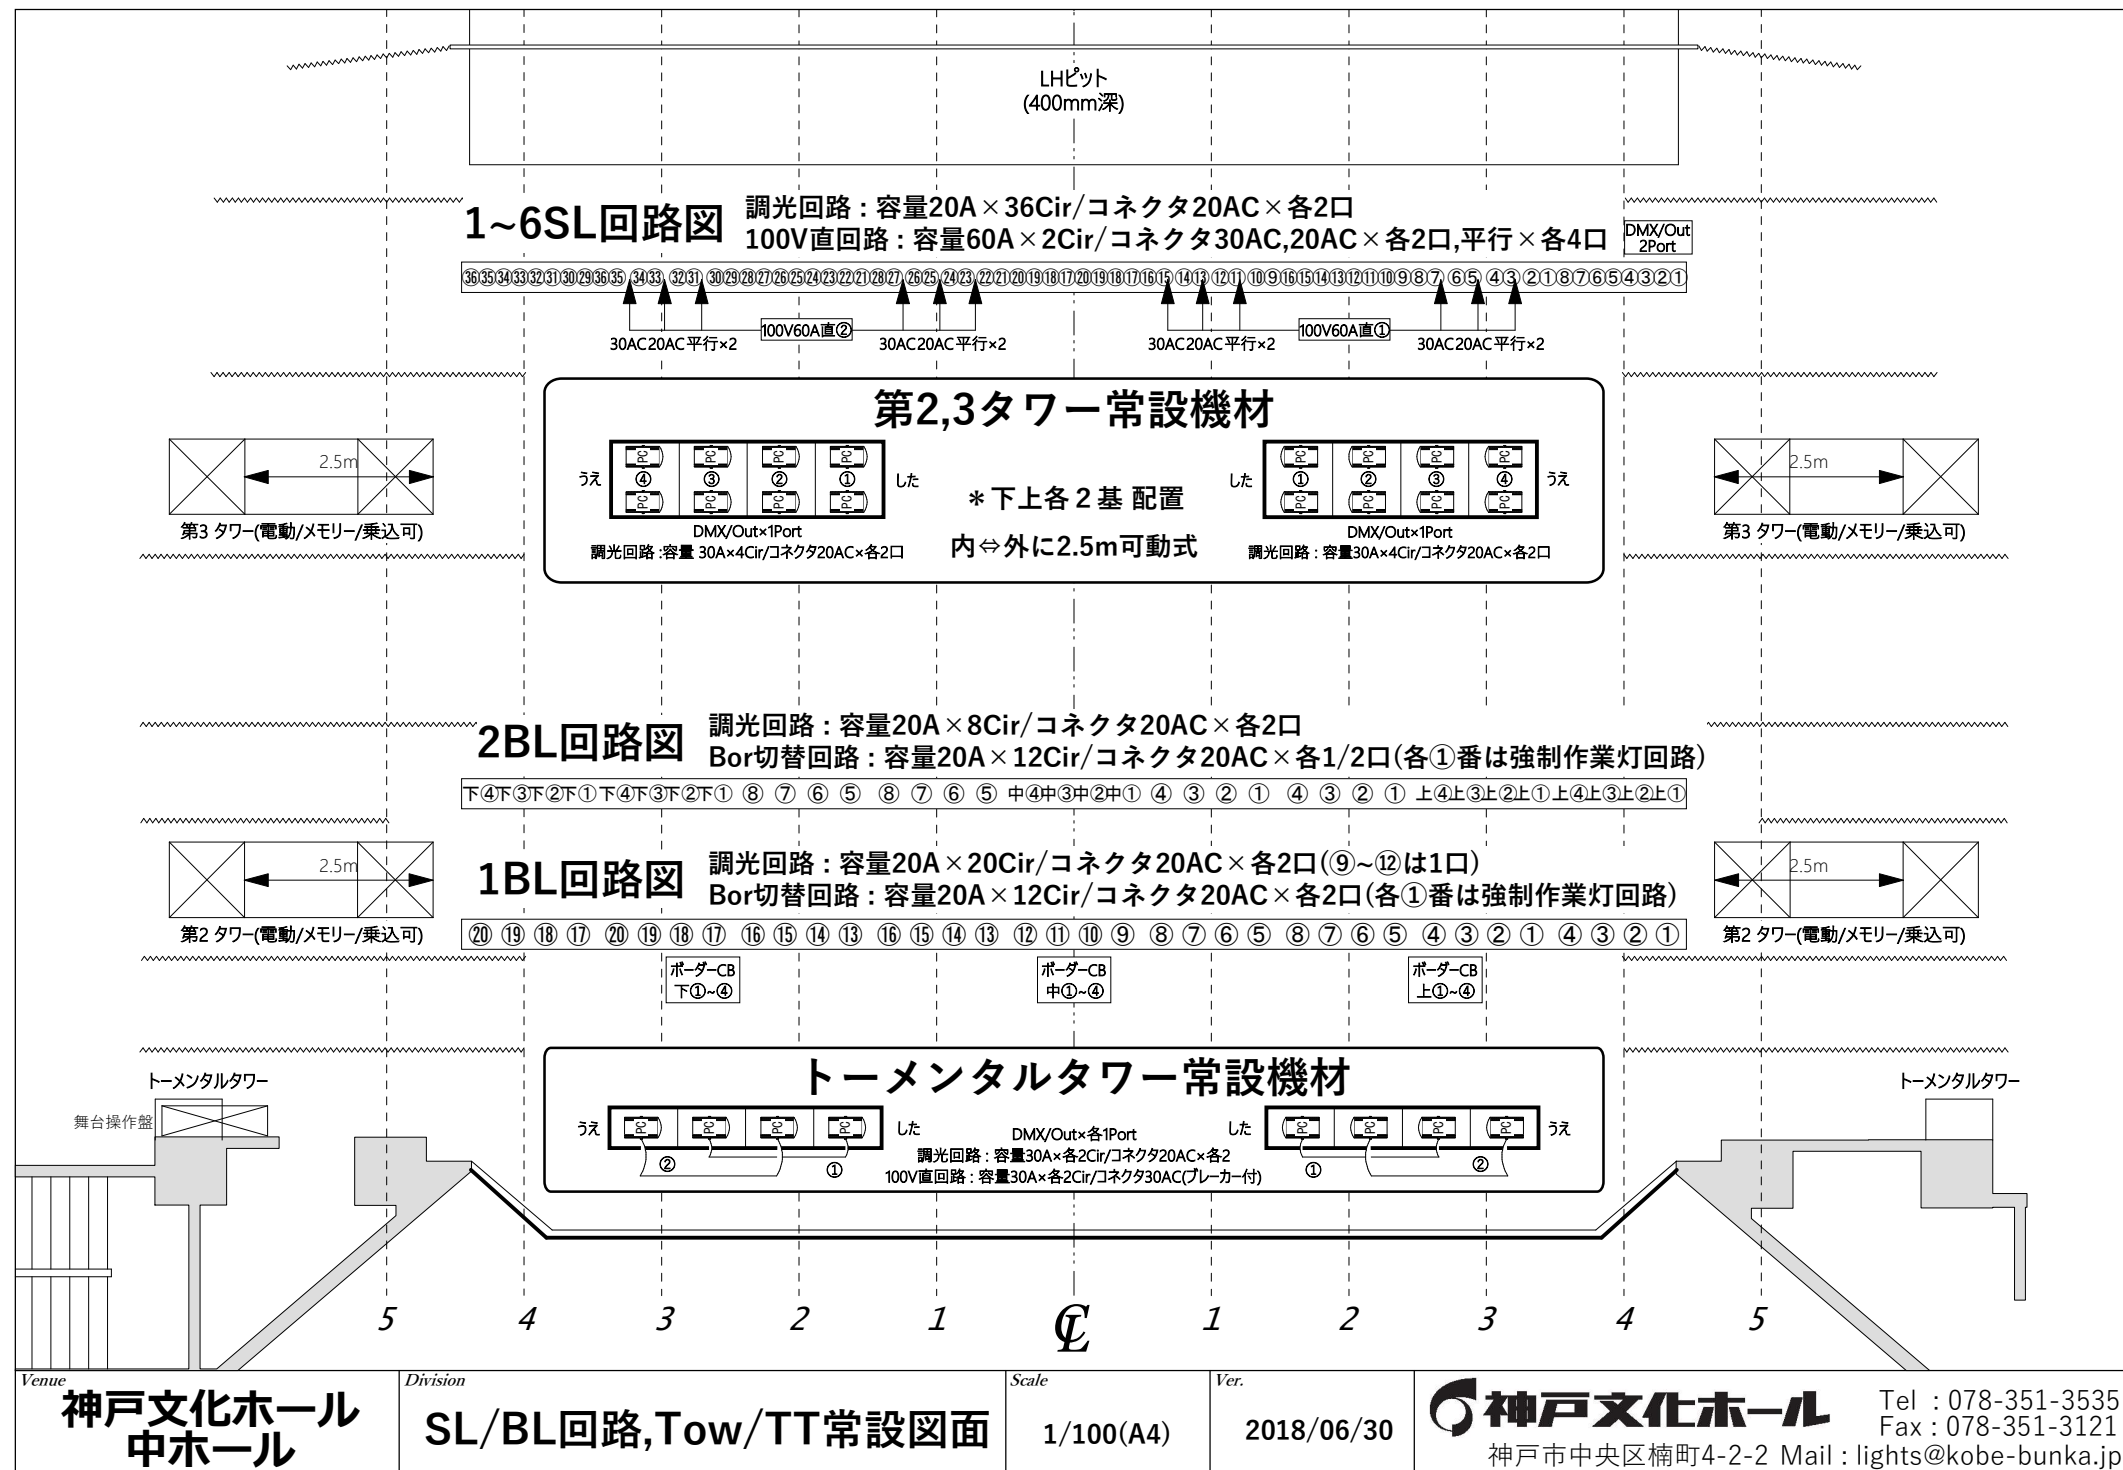 LHピット
(400mm深)
1~6SL回路図
調光回路：容量20A×36Cir/コネクタ20AC×各2口
100V直回路：容量60A×2Cir/コネクタ30AC,20AC×各2口,平行×各4口
DMX/Out
2Port
㊱㉟㉞㉝㉜㉛㉚㉙㊱㉟㉞㉝㉜㉛㉚㉙㉘㉗㉖㉕㉔㉓㉒㉑㉘㉗㉖㉕㉔㉓㉒㉑⑳⑲⑱⑰⑳⑲⑱⑰⑯⑮⑭⑬⑫⑪⑩⑨⑯⑮⑭⑬⑫⑪⑩⑨⑧⑦⑥⑤④③②①⑧⑦⑥⑤④③②①
100V60A直②
100V60A直①
30AC20AC平行×2
30AC20AC平行×2
30AC20AC平行×2
30AC20AC平行×2
第2,3タワー常設機材
うえ
PC PC PC PC
④ ③ ② ①
PC PC PC PC
した
＊下上各２基 配置
内⇔外に2.5m可動式
した
PC PC PC PC
① ② ③ ④
PC PC PC PC
うえ
DMX/Out×1Port
調光回路 :容量 30A×4Cir/コネクタ20AC×各2口
DMX/Out×1Port
調光回路 : 容量30A×4Cir/コネクタ20AC×各2口
2.5m
第3 タワー(電動/メモリー/乗込可)
2.5m
第3 タワー(電動/メモリー/乗込可)
2BL回路図
調光回路：容量20A×8Cir/コネクタ20AC×各2口
Bor切替回路：容量20A×12Cir/コネクタ20AC×各1/2口(各①番は強制作業灯回路)
下④下③下②下① 下④下③下②下① ⑧ ⑦ ⑥ ⑤ ⑧ ⑦ ⑥ ⑤ 中④中③中②中① ④ ③ ② ① ④ ③ ② ① 上④上③上②上① 上④上③上②上①
2.5m
第2 タワー(電動/メモリー/乗込可)
2.5m
第2 タワー(電動/メモリー/乗込可)
1BL回路図
調光回路：容量20A×20Cir/コネクタ20AC×各2口(⑨~⑫は1口)
Bor切替回路：容量20A×12Cir/コネクタ20AC×各2口(各①番は強制作業灯回路)
⑳ ⑲ ⑱ ⑰ ⑳ ⑲ ⑱ ⑰ ⑯ ⑮ ⑭ ⑬ ⑯ ⑮ ⑭ ⑬ ⑫ ⑪ ⑩ ⑨ ⑧ ⑦ ⑥ ⑤ ⑧ ⑦ ⑥ ⑤ ④ ③ ② ① ④ ③ ② ①
ボーダーCB
下①~④
ボーダーCB
中①~④
ボーダーCB
上①~④
トーメンタルタワー常設機材
うえ
PC PC PC PC
した
② ①
DMX/Out×各1Port
調光回路 : 容量30A×各2Cir/コネクタ20AC×各2
100V直回路 : 容量30A×各2Cir/コネクタ30AC(ブレーカー付)
した
PC PC PC PC
うえ
① ②
トーメンタルタワー
舞台操作盤
トーメンタルタワー
5 4 3 2 1 ℄ 1 2 3 4 5
Venue
神戸文化ホール
中ホール
Division
SL/BL回路,Tow/TT常設図面
Scale
1/100(A4)
Ver.
2018/06/30
神戸文化ホール
Tel : 078-351-3535
Fax : 078-351-3121
神戸市中央区楠町4-2-2 Mail : lights@kobe-bunka.jp